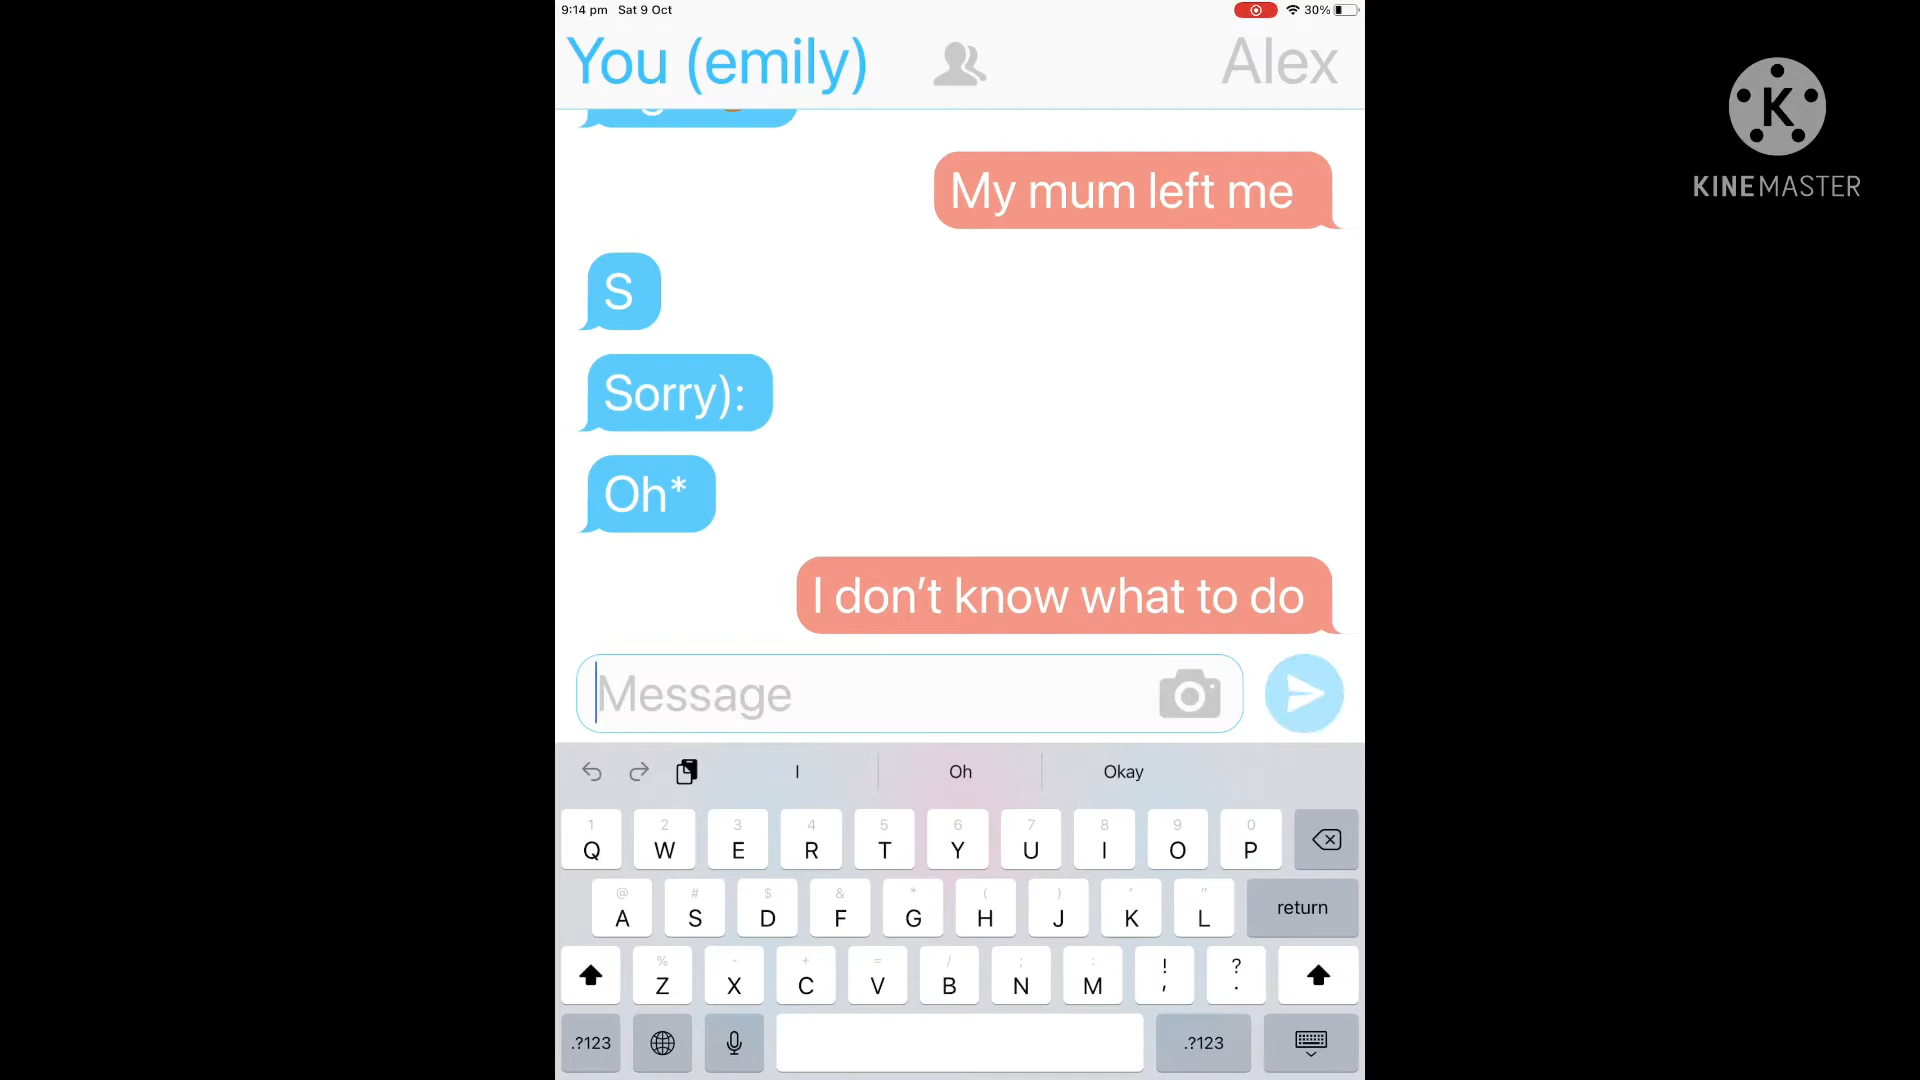 9:14 pm Sat 9 Oct
30%
You (emily)
Alex
My mum left me
S
Sorry):
Oh*
I don’t know what to do
Message
I Oh Okay
1 2 3 4 5 6 7 8 9 0
Q W E R T Y U I O P
@ # $ & * ( ) ' "
A S D F G H J K L return
% - + = / ; : ! ?
Z X C V B N M , .
.?123 .?123
K
KINEMASTER